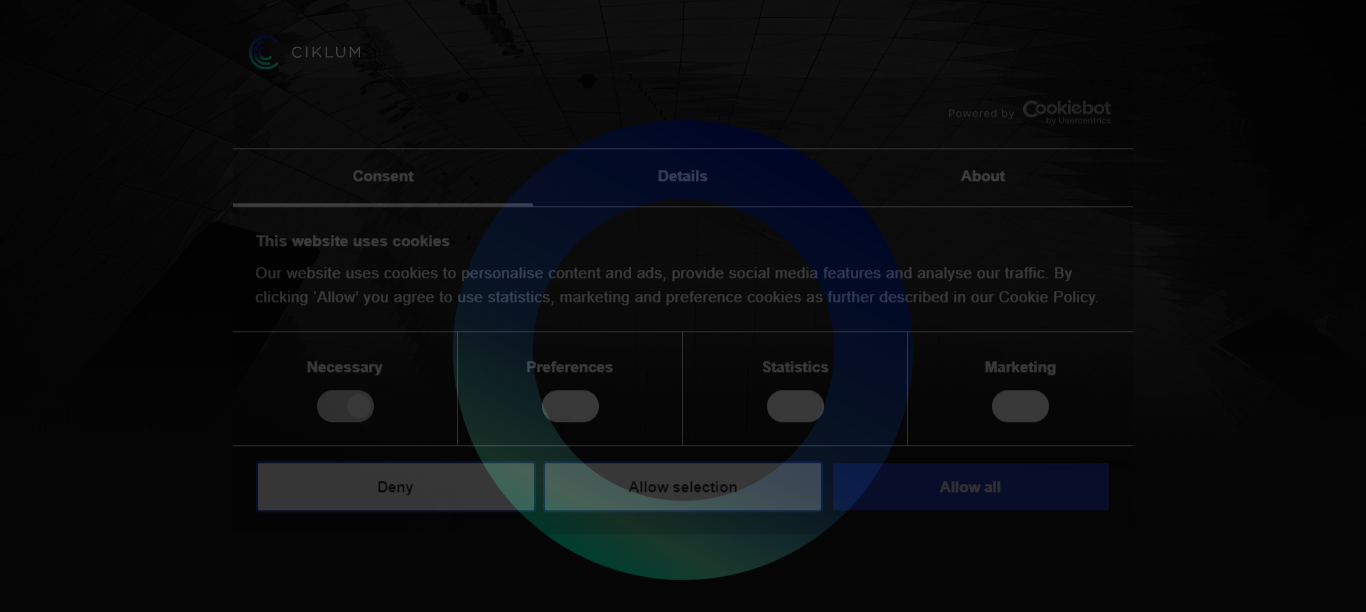 CIKLUM
Powered by Cookiebot
by Usercentrics
Consent Details About
This website uses cookies
Our website uses cookies to personalise content and ads, provide social media features and analyse our traffic. By
clicking 'Allow' you agree to use statistics, marketing and preference cookies as further described in our Cookie Policy.
Necessary Preferences Statistics Marketing
Deny Allow selection Allow all